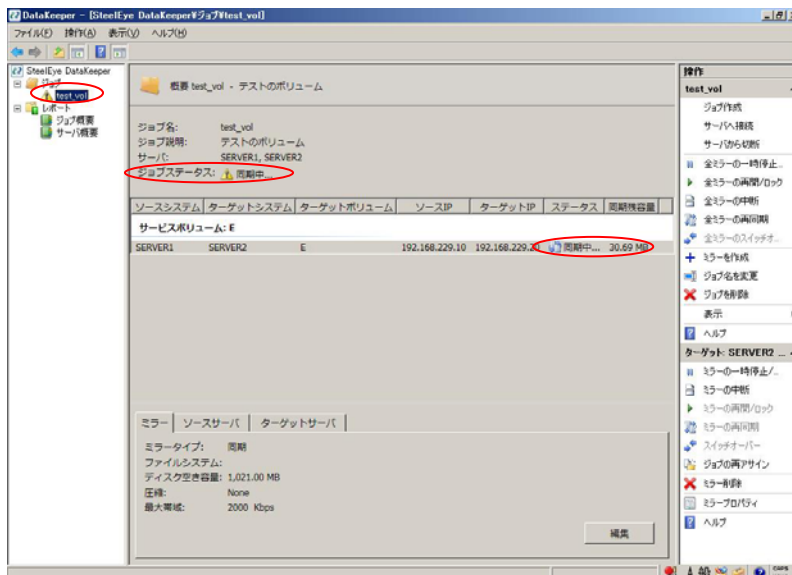 DataKeeper - [SteelEye DataKeeper¥ジョブ¥test_vol]
ファイル(F) 操作(A) 表示(V) ヘルプ(H)
SteelEye DataKeeper
ジョブ
test_vol
レポート
ジョブ概要
サーバ概要
概要 test_vol - テストのボリューム
ジョブ名: test_vol
ジョブ説明: テストのボリューム
サーバ: SERVER1, SERVER2
ジョブステータス: 同期中...
ソースシステム ターゲットシステム ターゲットボリューム ソースIP ターゲットIP ステータス 同期残容量
サービスボリューム: E
SERVER1 SERVER2 E 192.168.229.10 192.168.229.20 同期中... 30.69 MB
ミラー ソースサーバ ターゲットサーバ
ミラータイプ: 同期
ファイルシステム:
ディスク空き容量: 1,021.00 MB
圧縮: None
最大帯域: 2000 Kbps
編集
操作
test_vol
ジョブ作成
サーバへ接続
サーバから切断
全ミラーの一時停止...
全ミラーの再開/ロック
全ミラーの中断
全ミラーの再同期
全ミラーのスイッチオ...
ミラーを作成
ジョブ名を変更
ジョブを削除
表示
ヘルプ
ターゲット: SERVER2 ...
ミラーの一時停止/...
ミラーの中断
ミラーの再開/ロック
ミラーの再同期
スイッチオーバー
ジョブの再アサイン
ミラー削除
ミラープロパティ
ヘルプ
A 般
CAPS